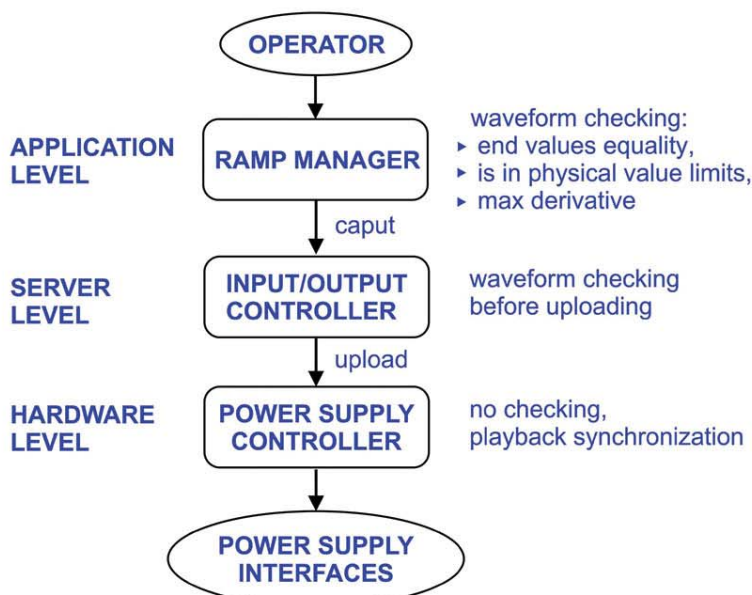 OPERATOR
APPLICATION
LEVEL
RAMP MANAGER
waveform checking:
▸ end values equality,
▸ is in physical value limits,
▸ max derivative
caput
SERVER
LEVEL
INPUT/OUTPUT
CONTROLLER
waveform checking
before uploading
upload
HARDWARE
LEVEL
POWER SUPPLY
CONTROLLER
no checking,
playback synchronization
POWER SUPPLY
INTERFACES